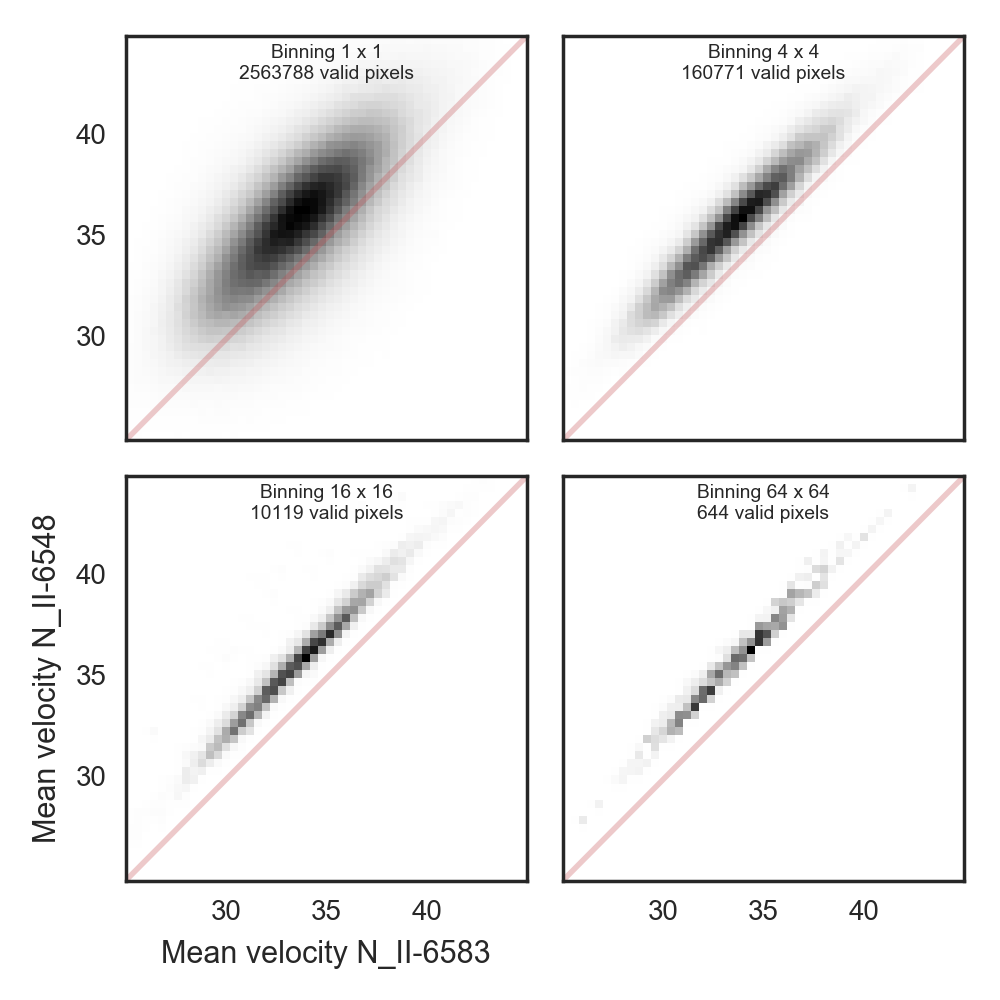 Binning 1 x 1
2563788 valid pixels
Binning 4 x 4
160771 valid pixels
40
35
30
Binning 16 x 16
10119 valid pixels
Binning 64 x 64
644 valid pixels
Mean velocity N_II-6548
40
35
30
30 35 40
30 35 40
Mean velocity N_II-6583